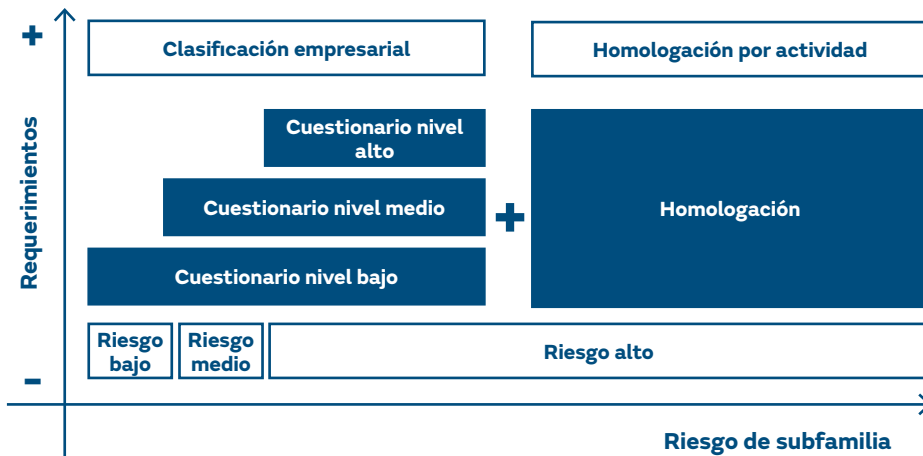 +
Clasificación empresarial
Homologación por actividad
Requerimientos
Cuestionario nivel
alto
Cuestionario nivel medio
+
Homologación
Cuestionario nivel bajo
Riesgo
bajo
Riesgo
medio
Riesgo alto
-
Riesgo de subfamilia